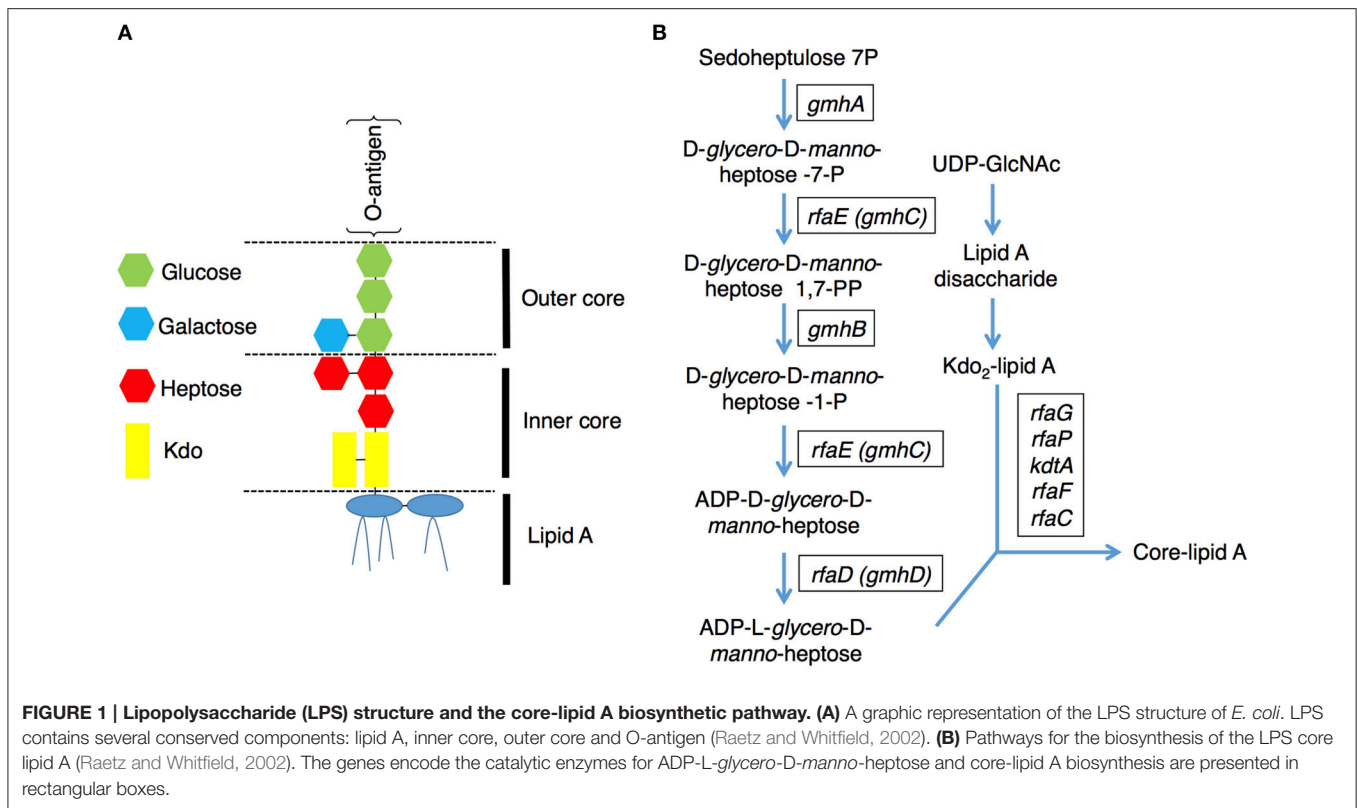 A
O-antigen
Glucose
Galactose
Heptose
Kdo
Outer core
Inner core
Lipid A
B
Sedoheptulose 7P
gmhA
D-glycero-D-manno-
heptose -7-P
rfaE (gmhC)
D-glycero-D-manno-
heptose 1,7-PP
gmhB
D-glycero-D-manno-
heptose -1-P
rfaE (gmhC)
ADP-D-glycero-D-
manno-heptose
rfaD (gmhD)
ADP-L-glycero-D-
manno-heptose
UDP-GlcNAc
Lipid A
disaccharide
Kdo₂-lipid A
rfaG
rfaP
kdtA
rfaF
rfaC
Core-lipid A
FIGURE 1 | Lipopolysaccharide (LPS) structure and the core-lipid A biosynthetic pathway. (A) A graphic representation of the LPS structure of E. coli. LPS
contains several conserved components: lipid A, inner core, outer core and O-antigen (Raetz and Whitfield, 2002). (B) Pathways for the biosynthesis of the LPS core
lipid A (Raetz and Whitfield, 2002). The genes encode the catalytic enzymes for ADP-L-glycero-D-manno-heptose and core-lipid A biosynthesis are presented in
rectangular boxes.